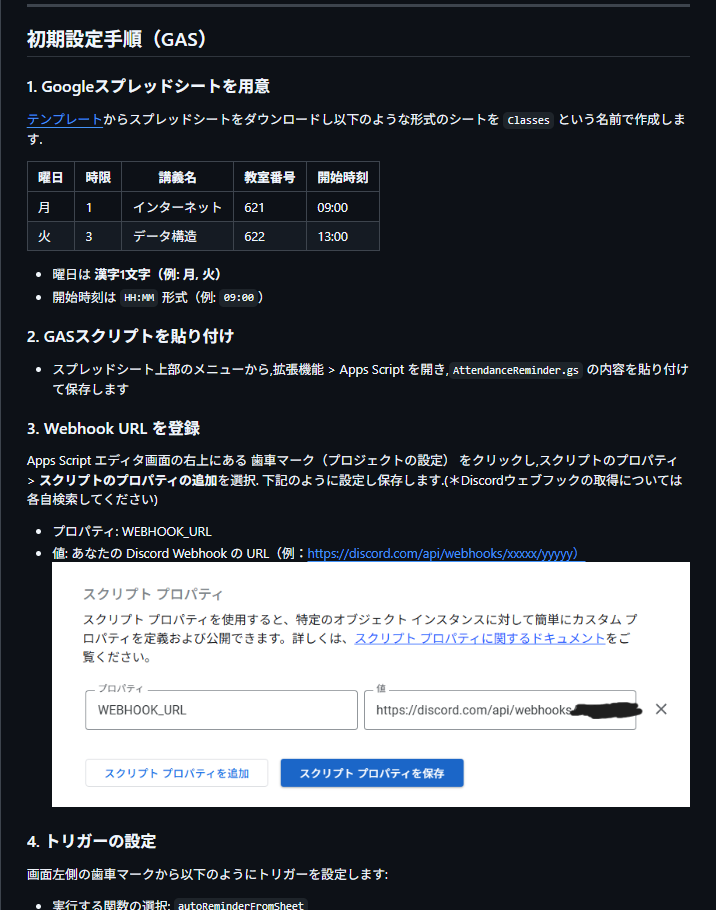 初期設定手順（GAS）
1. Googleスプレッドシートを用意
テンプレートからスプレッドシートをダウンロードし以下のような形式のシートを Classes という名前で作成しま
す.
曜日 時限 講義名 教室番号 開始時刻
月 1 インターネット 621 09:00
火 3 データ構造 622 13:00
曜日は 漢字1文字（例: 月, 火）
開始時刻は HH:MM 形式（例: 09:00 ）
2. GASスクリプトを貼り付け
スプレッドシート上部のメニューから,拡張機能 > Apps Script を開き, AttendanceReminder.gs の内容を貼り付け
て保存します
3. Webhook URL を登録
Apps Script エディタ画面の右上にある 歯車マーク（プロジェクトの設定） をクリックし,スクリプトのプロパティ
> スクリプトのプロパティの追加を選択. 下記のように設定し保存します.(＊Discordウェブフックの取得については
各自検索してください)
プロパティ: WEBHOOK_URL
値: あなたの Discord Webhook の URL（例：https://discord.com/api/webhooks/xxxxx/yyyyy）
スクリプト プロパティ
スクリプト プロパティを使用すると、特定のオブジェクト インスタンスに対して簡単にカスタム プ
ロパティを定義および公開できます。詳しくは、スクリプト プロパティに関するドキュメントをご
覧ください。
プロパティ 値
WEBHOOK_URL https://discord.com/api/webhooks
スクリプト プロパティを追加 スクリプト プロパティを保存
4. トリガーの設定
画面左側の歯車マークから以下のようにトリガーを設定します:
実行する関数の選択: autoReminderFromSheet